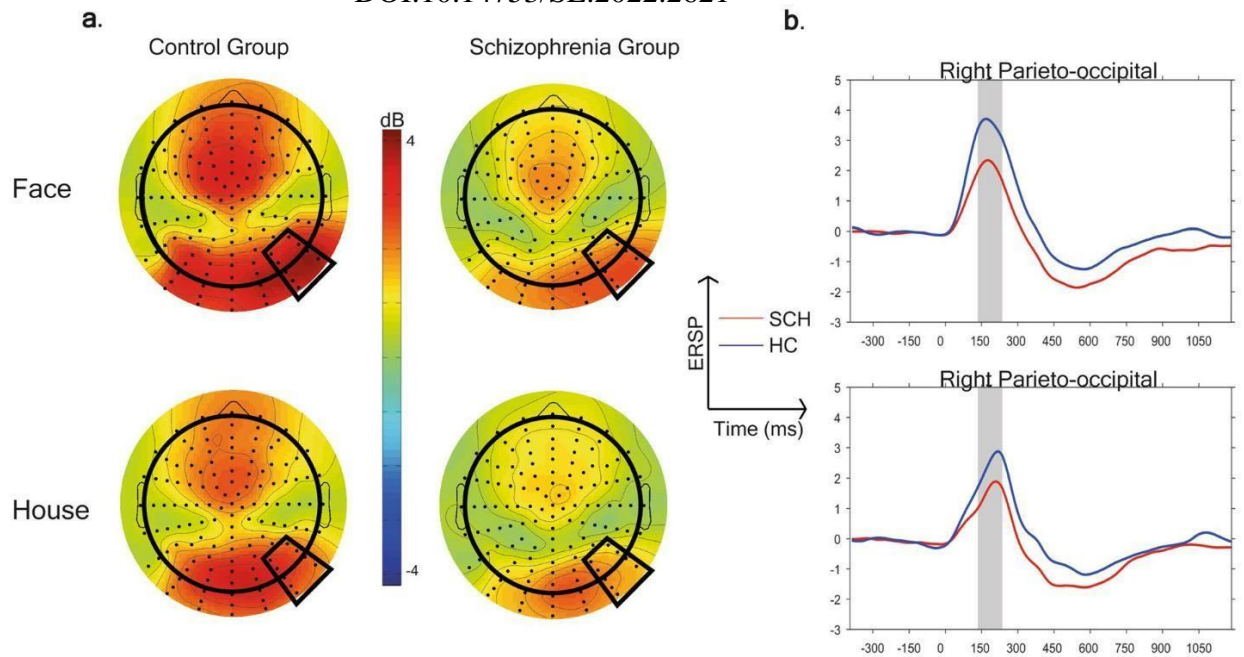 a.
Control Group
Schizophrenia Group
Face
House
dB
4
-4
ERSP
Time (ms)
SCH
HC
b.
Right Parieto-occipital
5
4
3
2
1
0
-1
-2
-3
-300 -150 0 150 300 450 600 750 900 1050
Right Parieto-occipital
5
4
3
2
1
0
-1
-2
-3
-300 -150 0 150 300 450 600 750 900 1050